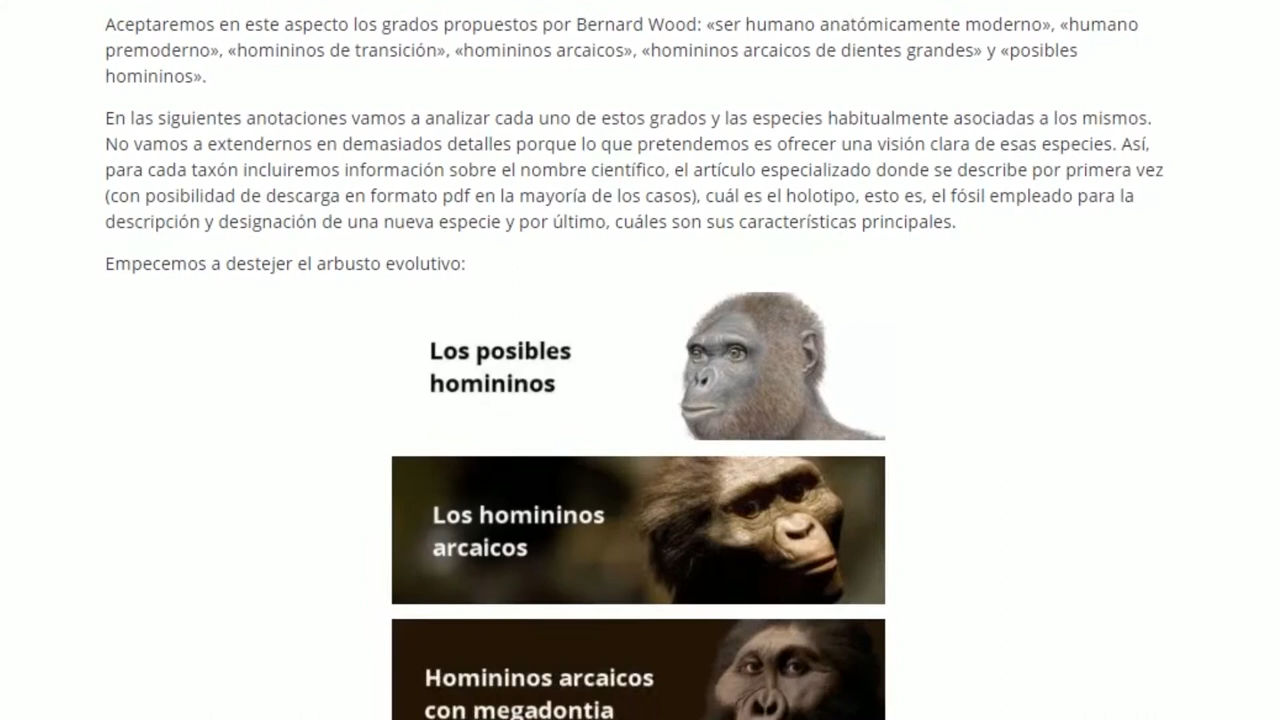 Aceptaremos en este aspecto los grados propuestos por Bernard Wood: «ser humano anatómicamente moderno», «humano
premoderno», «homininos de transición», «homininos arcaicos», «homininos arcaicos de dientes grandes» y «posibles
homininos».
En las siguientes anotaciones vamos a analizar cada uno de estos grados y las especies habitualmente asociadas a los mismos.
No vamos a extendernos en demasiados detalles porque lo que pretendemos es ofrecer una visión clara de esas especies. Así,
para cada taxón incluiremos información sobre el nombre científico, el artículo especializado donde se describe por primera vez
(con posibilidad de descarga en formato pdf en la mayoría de los casos), cuál es el holotipo, esto es, el fósil empleado para la
descripción y designación de una nueva especie y por último, cuáles son sus características principales.
Empecemos a destejer el arbusto evolutivo:
Los posibles
homininos
Los homininos
arcaicos
Homininos arcaicos
con megadontia